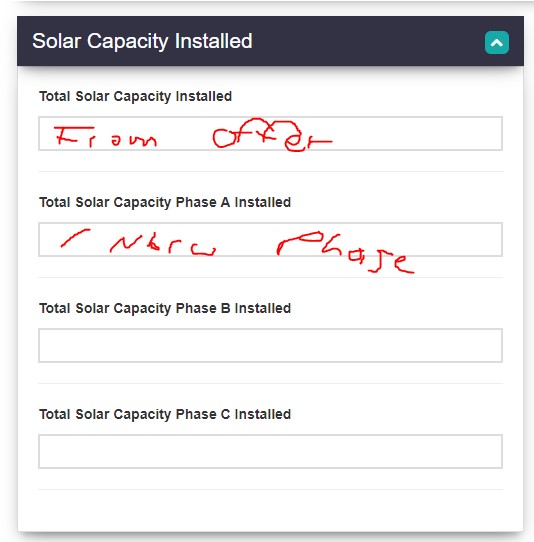 Solar Capacity Installed
Total Solar Capacity Installed
From offer
Total Solar Capacity Phase A Installed
Phase
Total Solar Capacity Phase B Installed
Total Solar Capacity Phase C Installed